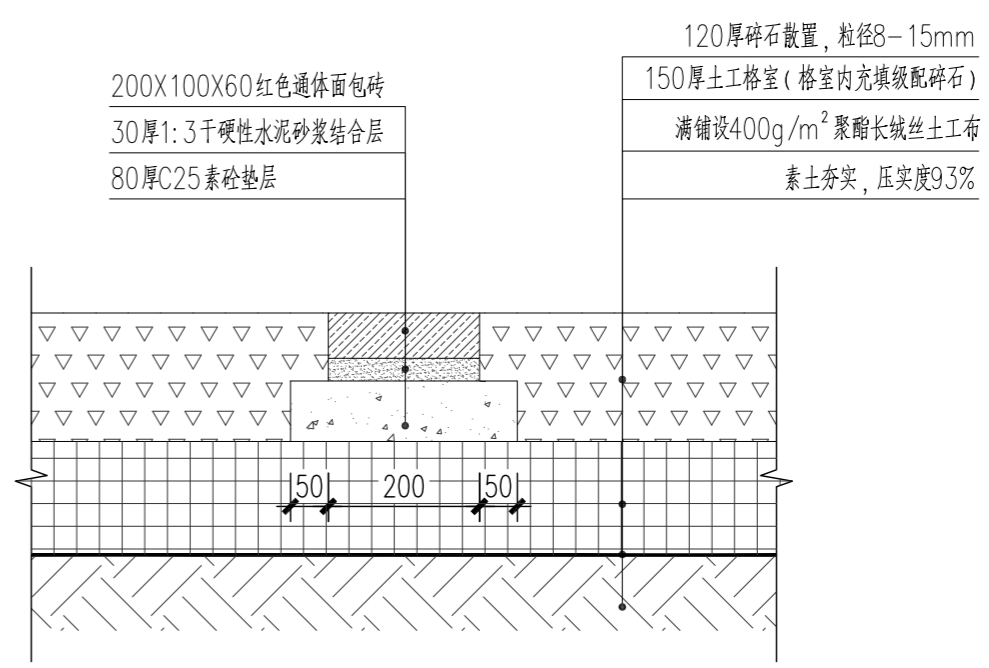 120厚碎石散置，粒径8-15mm
150厚土工格室(格室内充填级配碎石)
满铺设400g/m²聚酯长绒丝土工布
素土夯实，压实度93%
200X100X60红色通体面包砖
30厚1:3干硬性水泥砂浆结合层
80厚C25素砼垫层
50
200
50